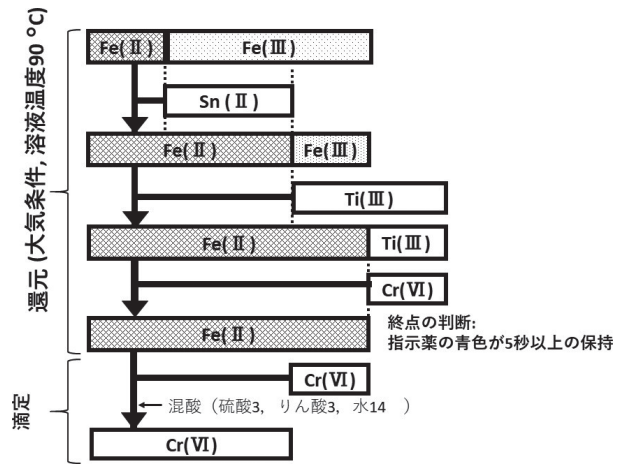 還元 (大気条件, 溶液温度90 °C)
Fe(Ⅱ) Fe(Ⅲ)
Sn (Ⅱ)
Fe(Ⅱ) Fe(Ⅲ)
Ti(Ⅲ)
Fe(Ⅱ) Ti(Ⅲ)
Cr(Ⅵ)
Fe(Ⅱ)
終点の判断:
指示薬の青色が5秒以上の保持
滴定
Cr(Ⅵ)
混酸（硫酸3, りん酸3, 水14　）
Cr(Ⅵ)